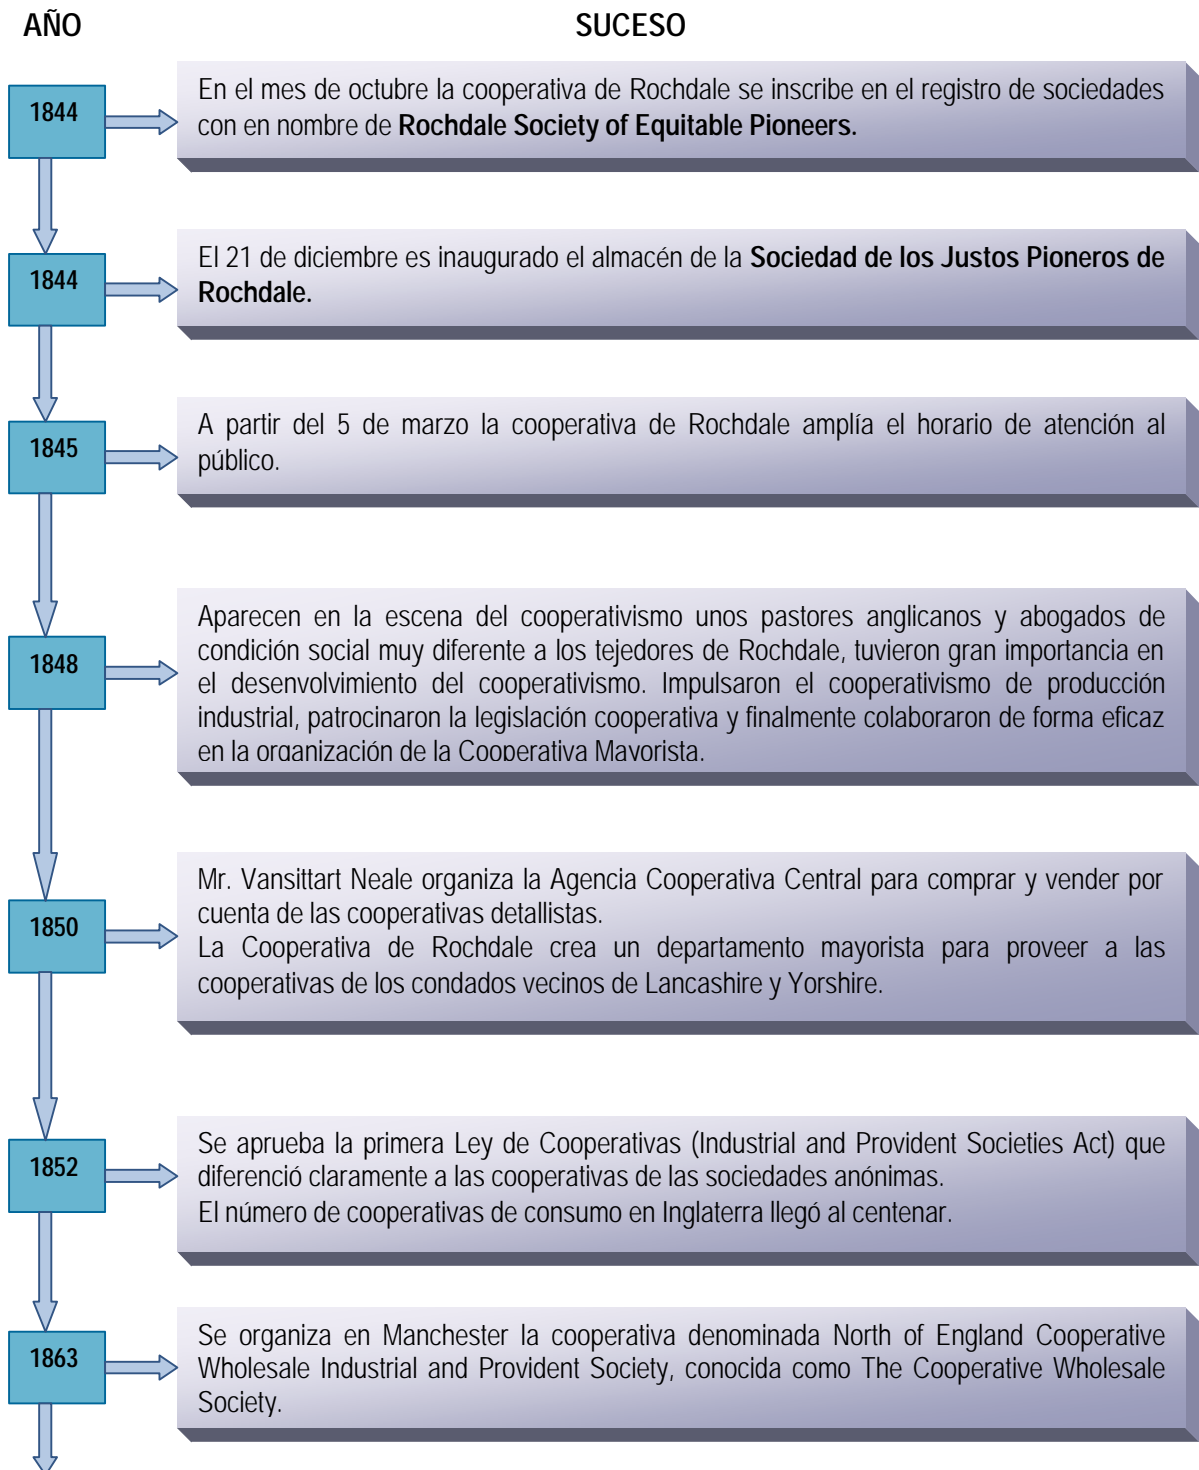 AÑO SUCESO
1844
En el mes de octubre la cooperativa de Rochdale se inscribe en el registro de sociedades
con en nombre de Rochdale Society of Equitable Pioneers.
1844
El 21 de diciembre es inaugurado el almacén de la Sociedad de los Justos Pioneros de
Rochdale.
1845
A partir del 5 de marzo la cooperativa de Rochdale amplía el horario de atención al
público.
1848
Aparecen en la escena del cooperativismo unos pastores anglicanos y abogados de
condición social muy diferente a los tejedores de Rochdale, tuvieron gran importancia en
el desenvolvimiento del cooperativismo. Impulsaron el cooperativismo de producción
industrial, patrocinaron la legislación cooperativa y finalmente colaboraron de forma eficaz
en la organización de la Cooperativa Mayorista.
1850
Mr. Vansittart Neale organiza la Agencia Cooperativa Central para comprar y vender por
cuenta de las cooperativas detallistas.
La Cooperativa de Rochdale crea un departamento mayorista para proveer a las
cooperativas de los condados vecinos de Lancashire y Yorshire.
1852
Se aprueba la primera Ley de Cooperativas (Industrial and Provident Societies Act) que
diferenció claramente a las cooperativas de las sociedades anónimas.
El número de cooperativas de consumo en Inglaterra llegó al centenar.
1863
Se organiza en Manchester la cooperativa denominada North of England Cooperative
Wholesale Industrial and Provident Society, conocida como The Cooperative Wholesale
Society.